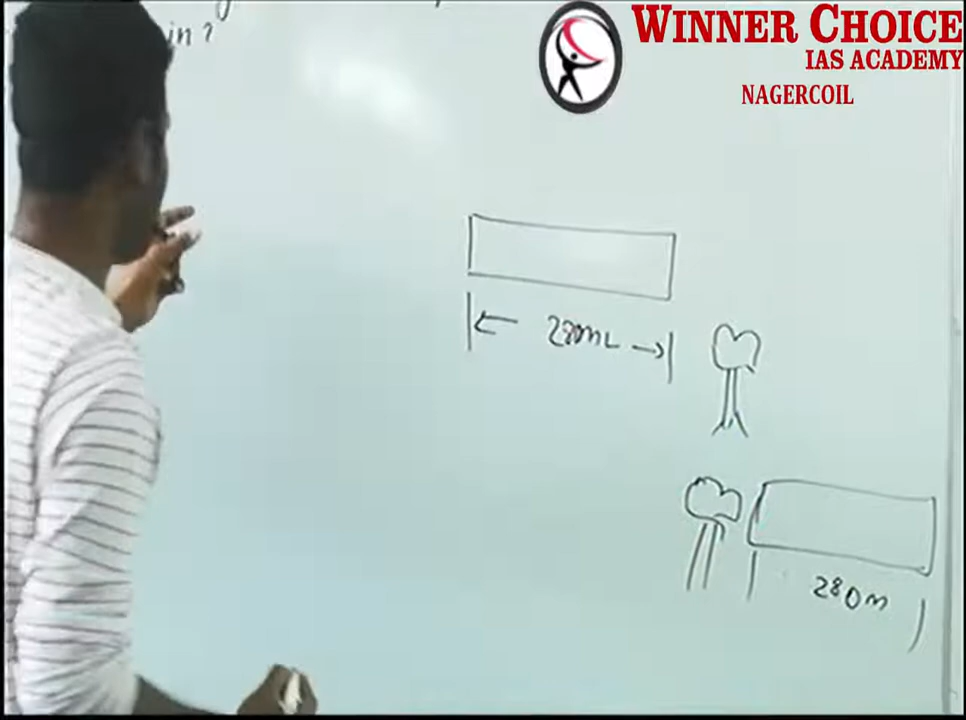 in ?
WINNER CHOICE
IAS ACADEMY
NAGERCOIL
280m
280m